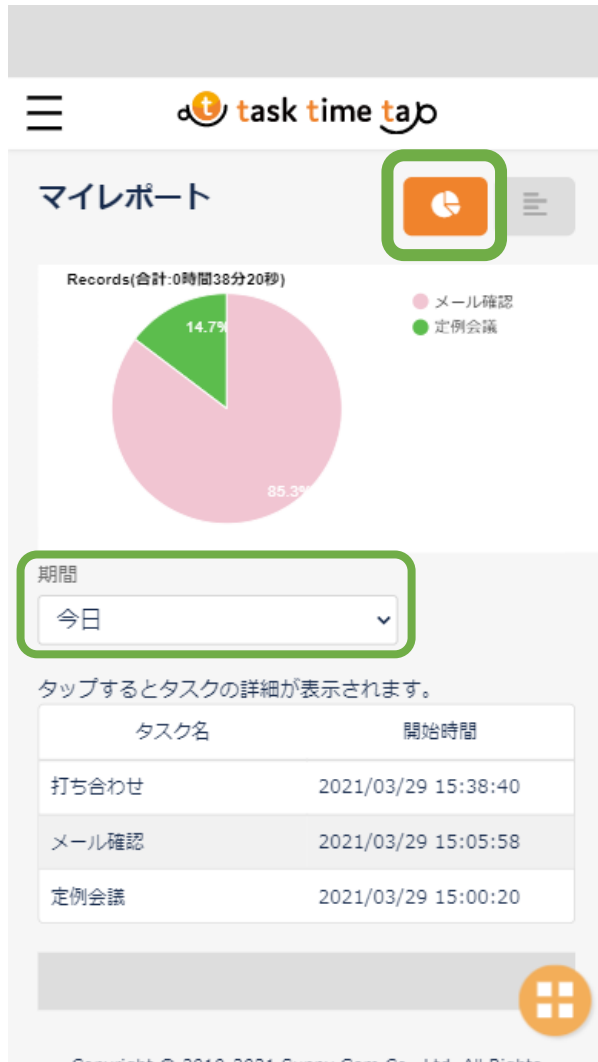 task time tap
マイレポート
Records(合計:0時間38分20秒)
メール確認
定例会議
14.7%
85.3%
期間
今日
タップするとタスクの詳細が表示されます。
タスク名 開始時間
打ち合わせ 2021/03/29 15:38:40
メール確認 2021/03/29 15:05:58
定例会議 2021/03/29 15:00:20